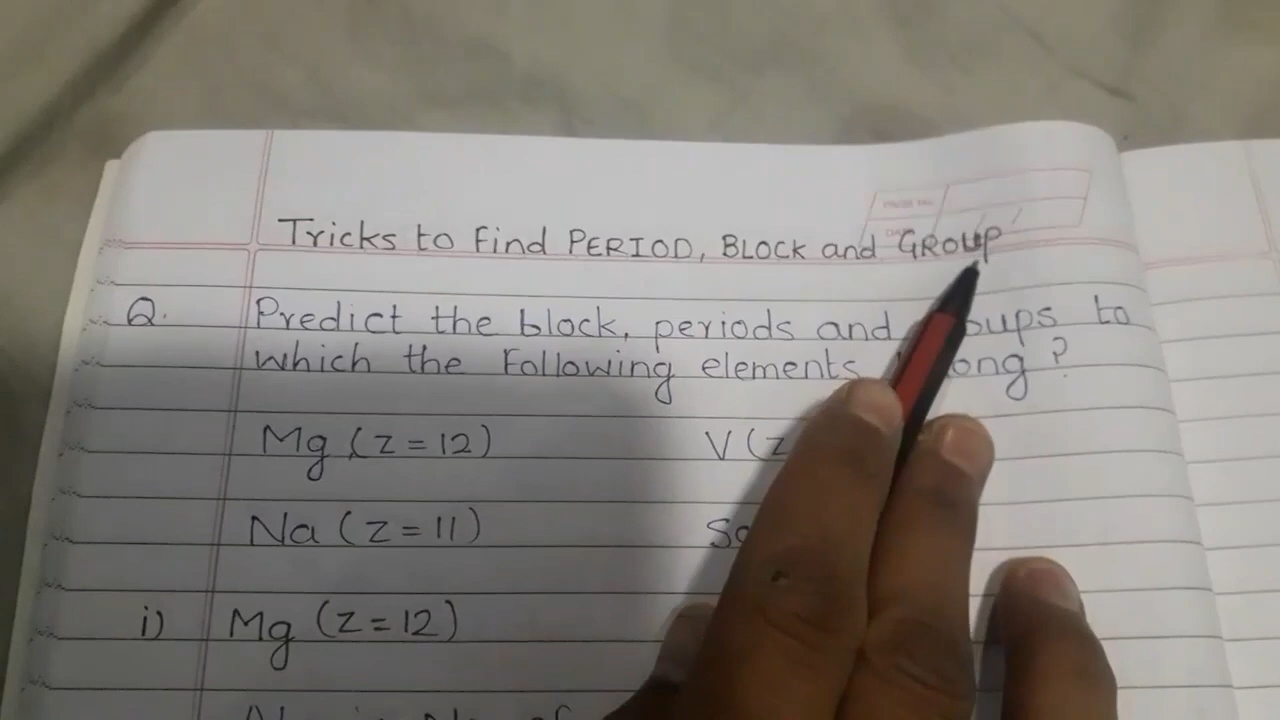 Tricks to Find PERIOD, BLOCK and GROUP
Q. Predict the block, periods and to
which the Following elements ?
Mg (Z=12) V (Z
Na (Z=11)
i) Mg (Z=12)